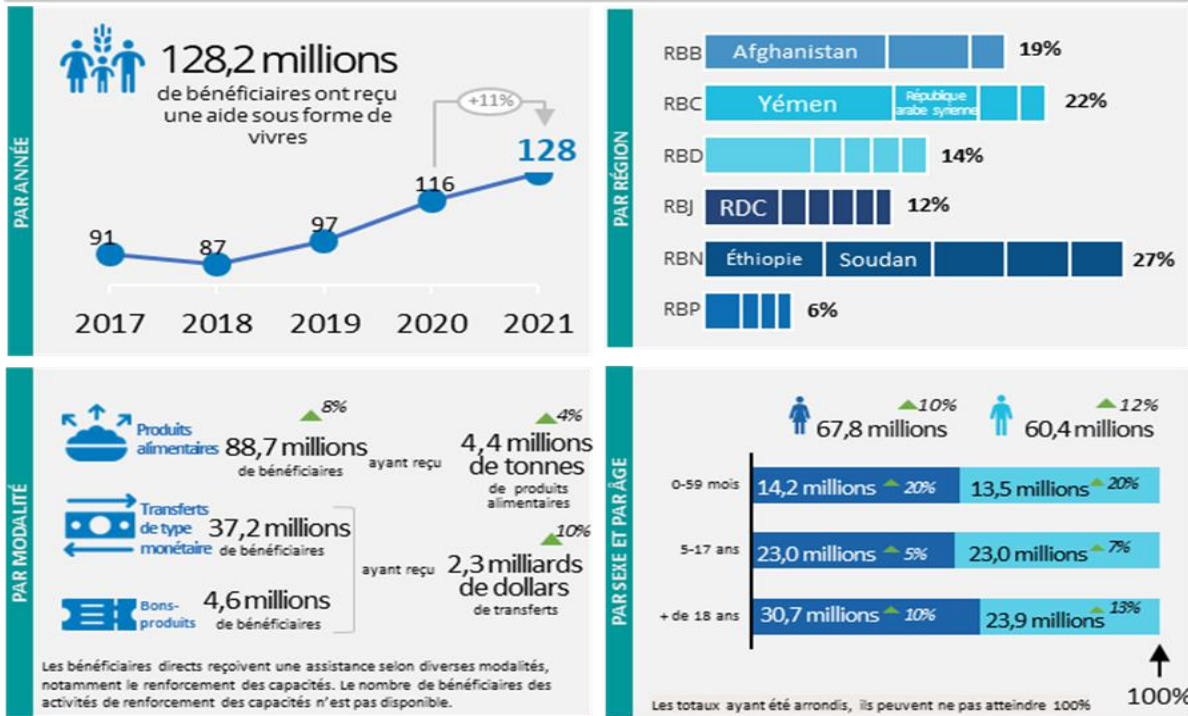 PAR ANNÉE
128,2 millions
de bénéficiaires ont reçu
une aide sous forme de
vivres
+11%
128
116
97
91
87
2017 2018 2019 2020 2021
PAR RÉGION
RBB Afghanistan 19%
RBC Yémen République arabe syrienne 22%
RBD 14%
RBJ RDC 12%
RBN Éthiopie Soudan 27%
RBP 6%
PAR MODALITÉ
Produits
alimentaires
8%
88,7 millions
de bénéficiaires
ayant reçu
4%
4,4 millions
de tonnes
de produits
alimentaires
Transferts
de type
monétaire
37,2 millions
de bénéficiaires
Bons-
produits
4,6 millions
de bénéficiaires
ayant reçu
10%
2,3 milliards
de dollars
de transferts
Les bénéficiaires directs reçoivent une assistance selon diverses modalités,
notamment le renforcement des capacités. Le nombre de bénéficiaires des
activités de renforcement des capacités n'est pas disponible.
PAR SEXE ET PAR ÂGE
10% 12%
67,8 millions 60,4 millions
0-59 mois 14,2 millions 20% 13,5 millions 20%
5-17 ans 23,0 millions 5% 23,0 millions 7%
+ de 18 ans 30,7 millions 10% 23,9 millions 13%
100%
Les totaux ayant été arrondis, ils peuvent ne pas atteindre 100%